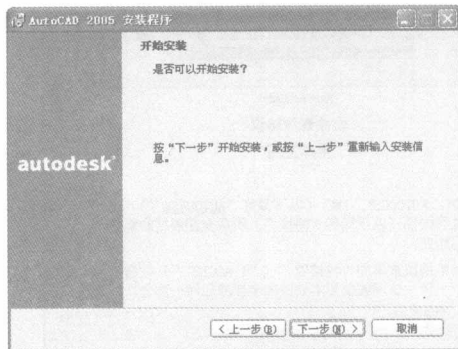 AutoCAD 2005 安装程序
开始安装
是否可以开始安装？
按“下一步”开始安装，或按“上一步”重新输入安装信
息。
autodesk®
< 上一步(B)
下一步(N) >
取消